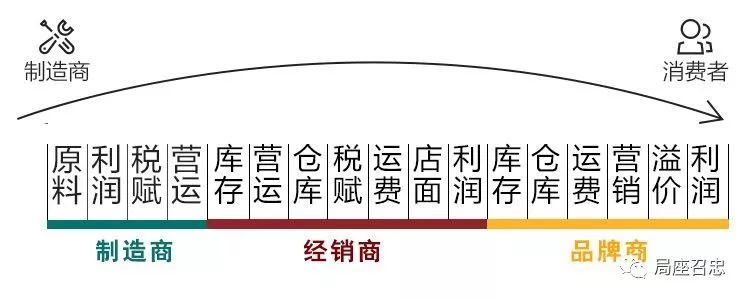 制造商
消费者
原料
利润
税赋
营运
库存
营运
仓库
税赋
运费
店面
利润
库存
仓库
运费
营销
溢价
利润
制造商
经销商
品牌商
局座召忠